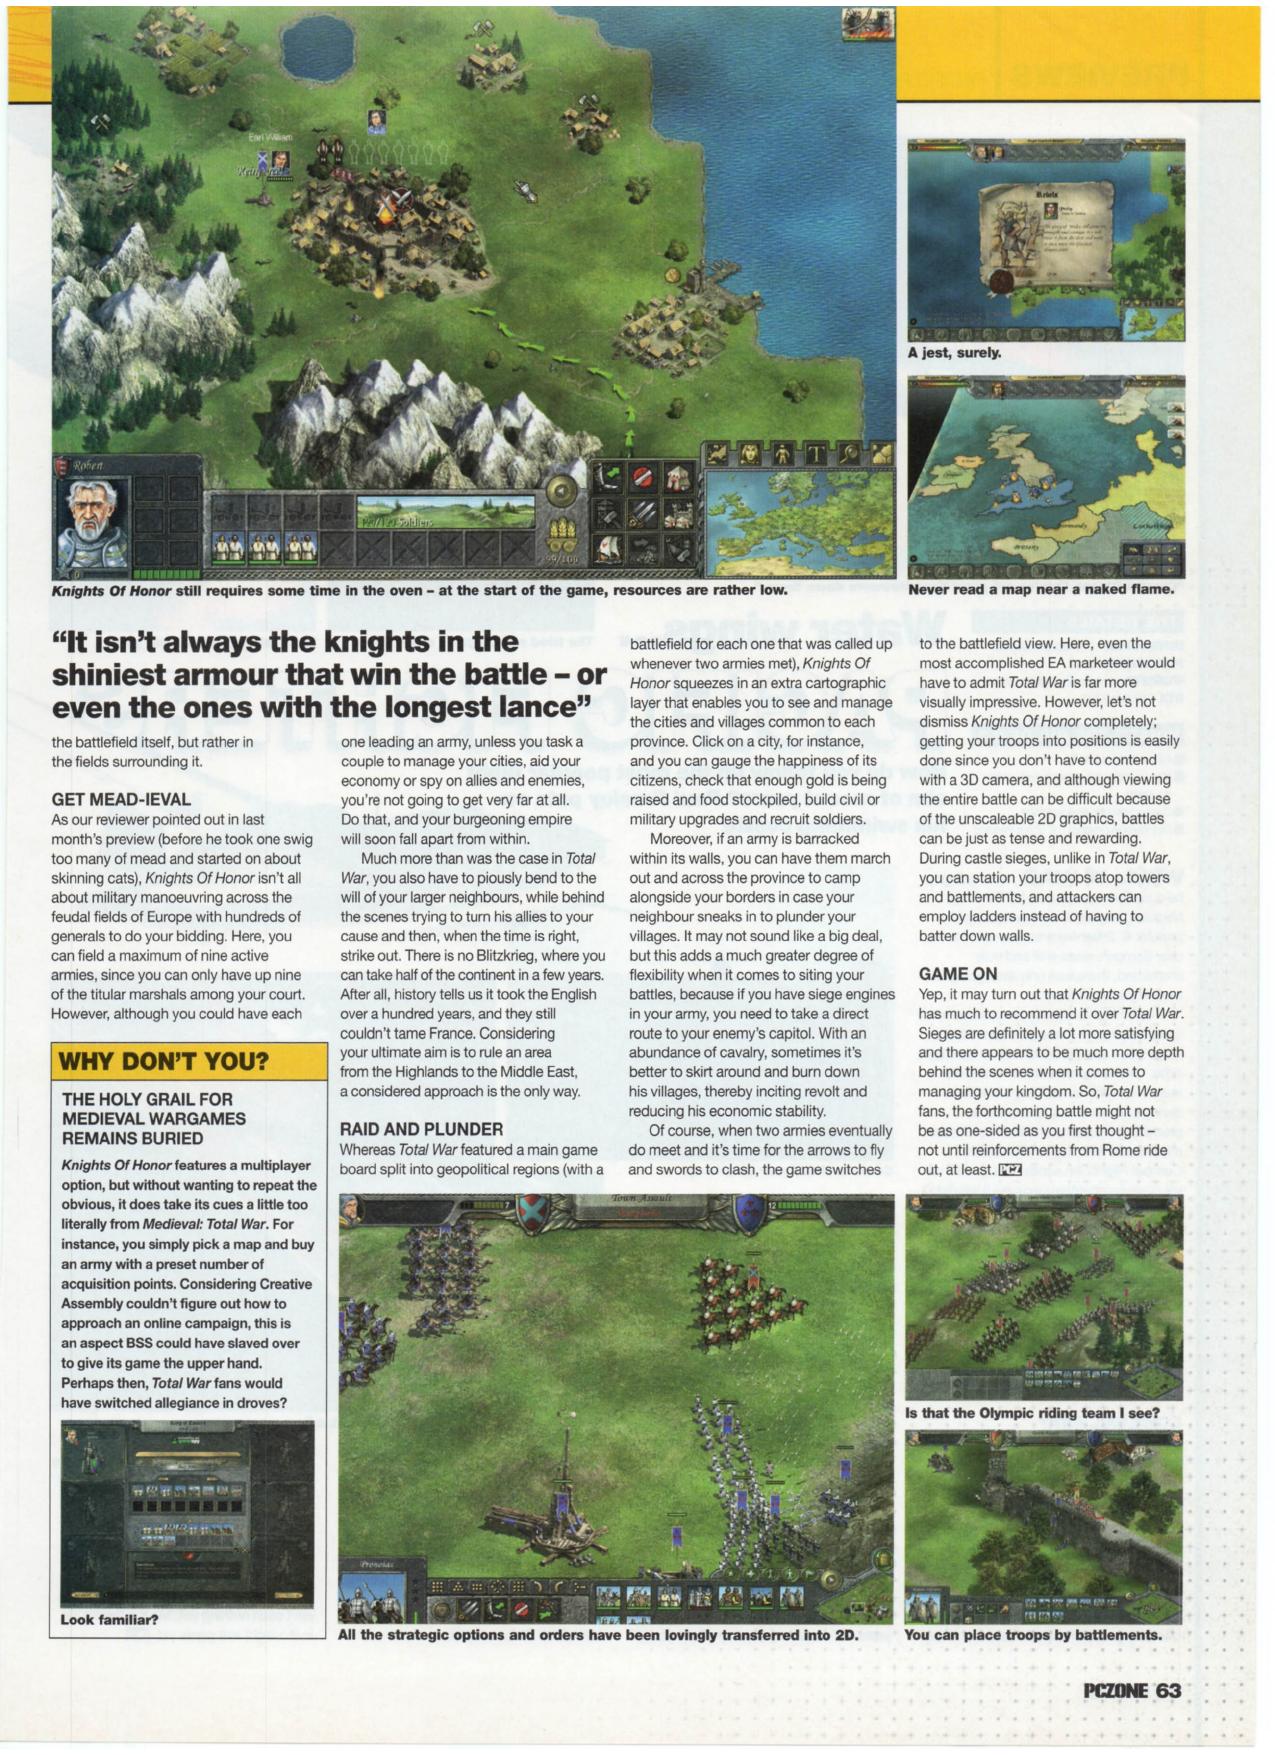 Earl William
Robert
Soldiers
Knights Of Honor still requires some time in the oven – at the start of the game, resources are rather low.
Rebels
A jest, surely.
Normandy
Never read a map near a naked flame.
“It isn’t always the knights in the
shiniest armour that win the battle – or
even the ones with the longest lance”
the battlefield itself, but rather in
the fields surrounding it.
GET MEAD-IEVAL
As our reviewer pointed out in last
month’s preview (before he took one swig
too many of mead and started on about
skinning cats), Knights Of Honor isn’t all
about military manoeuvring across the
feudal fields of Europe with hundreds of
generals to do your bidding. Here, you
can field a maximum of nine active
armies, since you can only have up nine
of the titular marshals among your court.
However, although you could have each
one leading an army, unless you task a
couple to manage your cities, aid your
economy or spy on allies and enemies,
you’re not going to get very far at all.
Do that, and your burgeoning empire
will soon fall apart from within.
Much more than was the case in Total
War, you also have to piously bend to the
will of your larger neighbours, while behind
the scenes trying to turn his allies to your
cause and then, when the time is right,
strike out. There is no Blitzkrieg, where you
can take half of the continent in a few years.
After all, history tells us it took the English
over a hundred years, and they still
couldn’t tame France. Considering
your ultimate aim is to rule an area
from the Highlands to the Middle East,
a considered approach is the only way.
RAID AND PLUNDER
Whereas Total War featured a main game
board split into geopolitical regions (with a
battlefield for each one that was called up
whenever two armies met), Knights Of
Honor squeezes in an extra cartographic
layer that enables you to see and manage
the cities and villages common to each
province. Click on a city, for instance,
and you can gauge the happiness of its
citizens, check that enough gold is being
raised and food stockpiled, build civil or
military upgrades and recruit soldiers.
Moreover, if an army is barracked
within its walls, you can have them march
out and across the province to camp
alongside your borders in case your
neighbour sneaks in to plunder your
villages. It may not sound like a big deal,
but this adds a much greater degree of
flexibility when it comes to siting your
battles, because if you have siege engines
in your army, you need to take a direct
route to your enemy’s capitol. With an
abundance of cavalry, sometimes it’s
better to skirt around and burn down
his villages, thereby inciting revolt and
reducing his economic stability.
Of course, when two armies eventually
do meet and it’s time for the arrows to fly
and swords to clash, the game switches
to the battlefield view. Here, even the
most accomplished EA marketeer would
have to admit Total War is far more
visually impressive. However, let’s not
dismiss Knights Of Honor completely;
getting your troops into positions is easily
done since you don’t have to contend
with a 3D camera, and although viewing
the entire battle can be difficult because
of the unscaleable 2D graphics, battles
can be just as tense and rewarding.
During castle sieges, unlike in Total War,
you can station your troops atop towers
and battlements, and attackers can
employ ladders instead of having to
batter down walls.
GAME ON
Yep, it may turn out that Knights Of Honor
has much to recommend it over Total War.
Sieges are definitely a lot more satisfying
and there appears to be much more depth
behind the scenes when it comes to
managing your kingdom. So, Total War
fans, the forthcoming battle might not
be as one-sided as you first thought –
not until reinforcements from Rome ride
out, at least. PCZ
WHY DON’T YOU?
THE HOLY GRAIL FOR
MEDIEVAL WARGAMES
REMAINS BURIED
Knights Of Honor features a multiplayer
option, but without wanting to repeat the
obvious, it does take its cues a little too
literally from Medieval: Total War. For
instance, you simply pick a map and buy
an army with a preset number of
acquisition points. Considering Creative
Assembly couldn’t figure out how to
approach an online campaign, this is
an aspect BSS could have slaved over
to give its game the upper hand.
Perhaps then, Total War fans would
have switched allegiance in droves?
Look familiar?
Town Assault
7
12
Pronoias
All the strategic options and orders have been lovingly transferred into 2D.
Is that the Olympic riding team I see?
You can place troops by battlements.
PCZONE 63